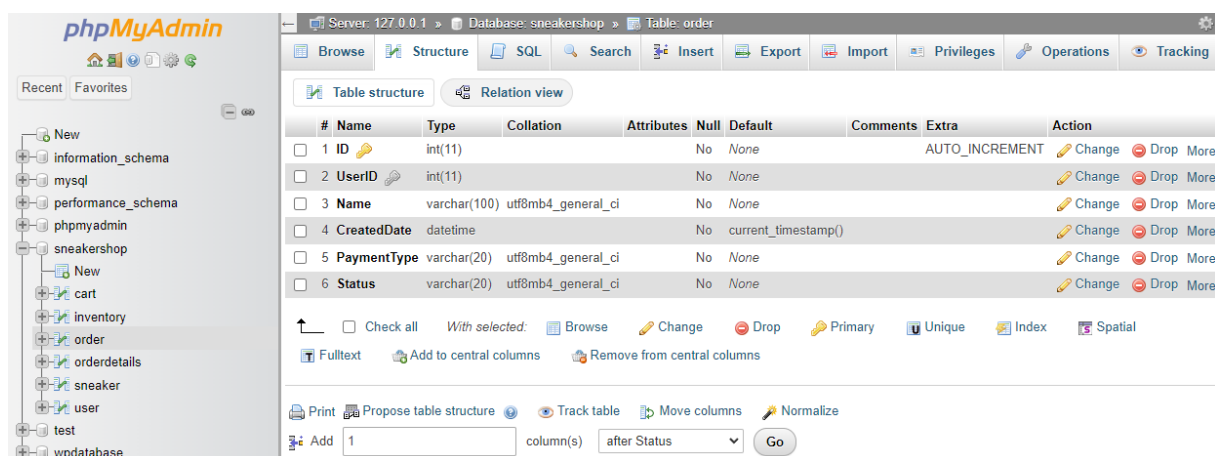 phpMyAdmin
Recent Favorites
New
information_schema
mysql
performance_schema
phpmyadmin
sneakershop
New
cart
inventory
order
orderdetails
sneaker
user
test
wpdatabase
Server: 127.0.0.1 » Database: sneakershop » Table: order
Browse Structure SQL Search Insert Export Import Privileges Operations Tracking
Table structure Relation view
# Name Type Collation Attributes Null Default Comments Extra Action
1 ID int(11) No None AUTO_INCREMENT Change Drop More
2 UserID int(11) No None Change Drop More
3 Name varchar(100) utf8mb4_general_ci No None Change Drop More
4 CreatedDate datetime No current_timestamp() Change Drop More
5 PaymentType varchar(20) utf8mb4_general_ci No None Change Drop More
6 Status varchar(20) utf8mb4_general_ci No None Change Drop More
Check all With selected: Browse Change Drop Primary Unique Index Spatial
Fulltext Add to central columns Remove from central columns
Print Propose table structure Track table Move columns Normalize
Add 1 column(s) after Status Go